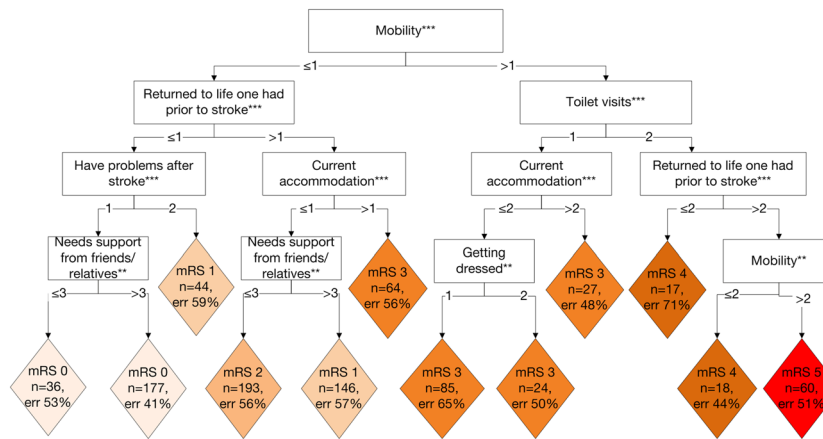 Mobility***
≤1
>1
Returned to life one had
prior to stroke***
Toilet visits***
≤1
>1
1
2
Have problems after
stroke***
Current
accommodation***
Current
accommodation***
Returned to life one had
prior to stroke***
1
2
≤1
>1
≤2
>2
≤2
>2
Needs support
from friends/
relatives**
mRS 1
n=44,
err 59%
Needs support
from friends/
relatives**
mRS 3
n=64,
err 56%
Getting
dressed**
mRS 3
n=27,
err 48%
mRS 4
n=17,
err 71%
Mobility**
≤3
>3
≤3
>3
1
2
≤2
>2
mRS 0
n=36,
err 53%
mRS 0
n=177,
err 41%
mRS 2
n=193,
err 56%
mRS 1
n=146,
err 57%
mRS 3
n=85,
err 65%
mRS 3
n=24,
err 50%
mRS 4
n=18,
err 44%
mRS 5
n=60,
err 51%